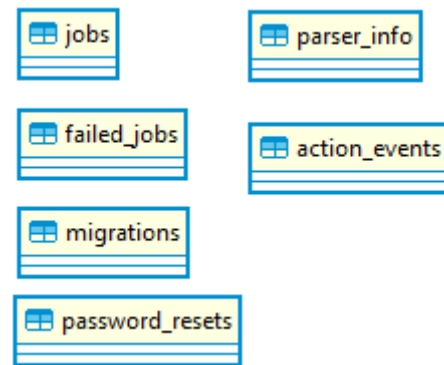 jobs
parser_info
failed_jobs
action_events
migrations
password_resets